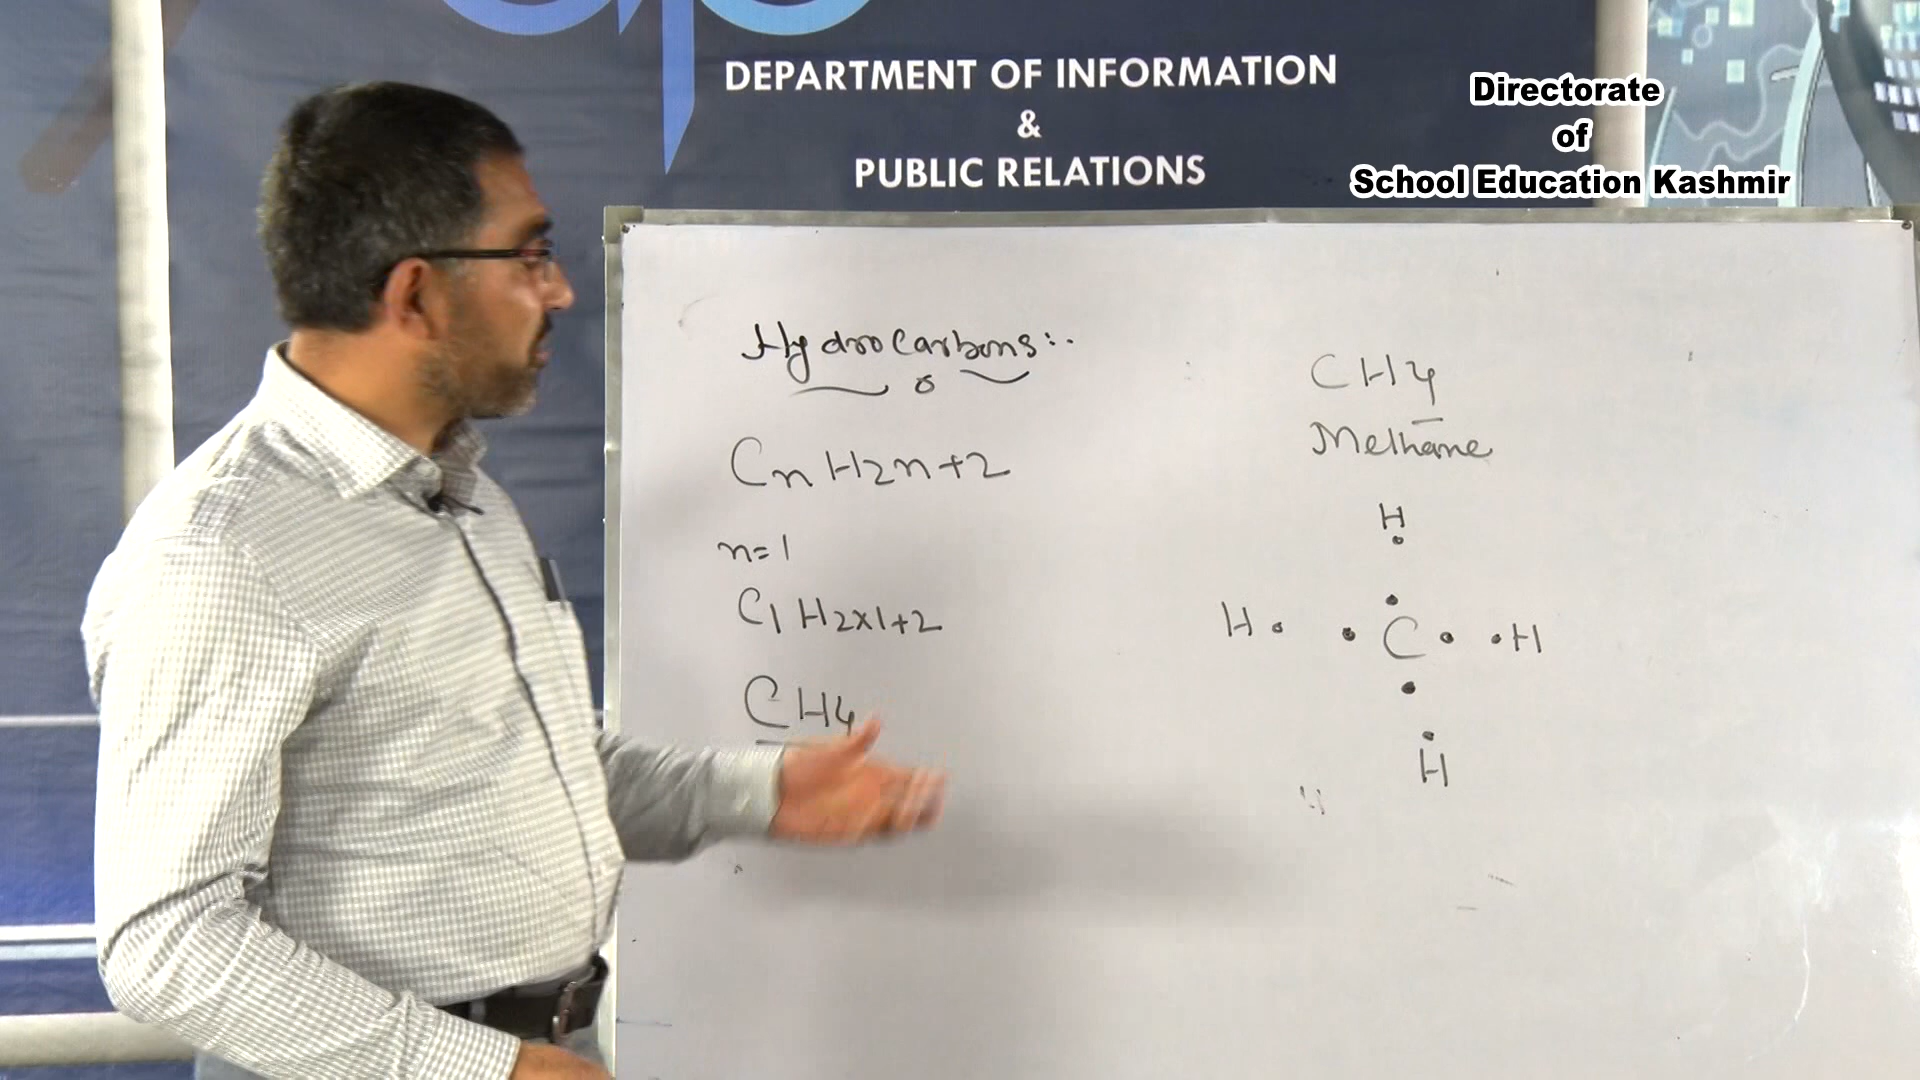 DEPARTMENT OF INFORMATION
&
PUBLIC RELATIONS
Directorate
of
School Education Kashmir
Hydrocarbons:.
CnH2n+2
n=1
C1H2x1+2
CH4
CH4
Methane
H
H C H
H